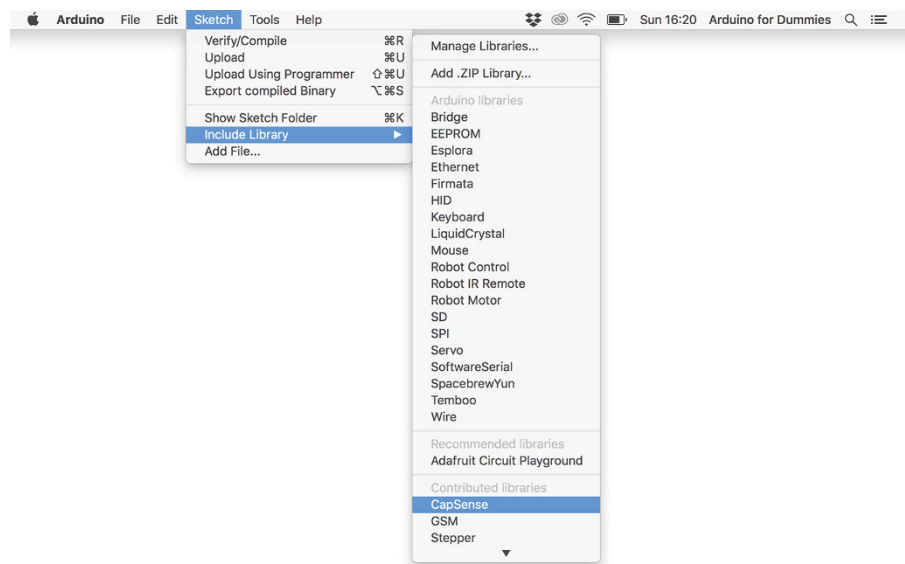 Arduino File Edit Sketch Tools Help Sun 16:20 Arduino for Dummies
Verify/Compile ⌘R
Upload ⌘U
Upload Using Programmer ⇧⌘U
Export compiled Binary ⌥⌘S
Show Sketch Folder ⌘K
Include Library ▶
Add File...
Manage Libraries...
Add .ZIP Library...
Arduino libraries
Bridge
EEPROM
Esplora
Ethernet
Firmata
HID
Keyboard
LiquidCrystal
Mouse
Robot Control
Robot IR Remote
Robot Motor
SD
SPI
Servo
SoftwareSerial
SpacebrewYun
Temboo
Wire
Recommended libraries
Adafruit Circuit Playground
Contributed libraries
CapSense
GSM
Stepper